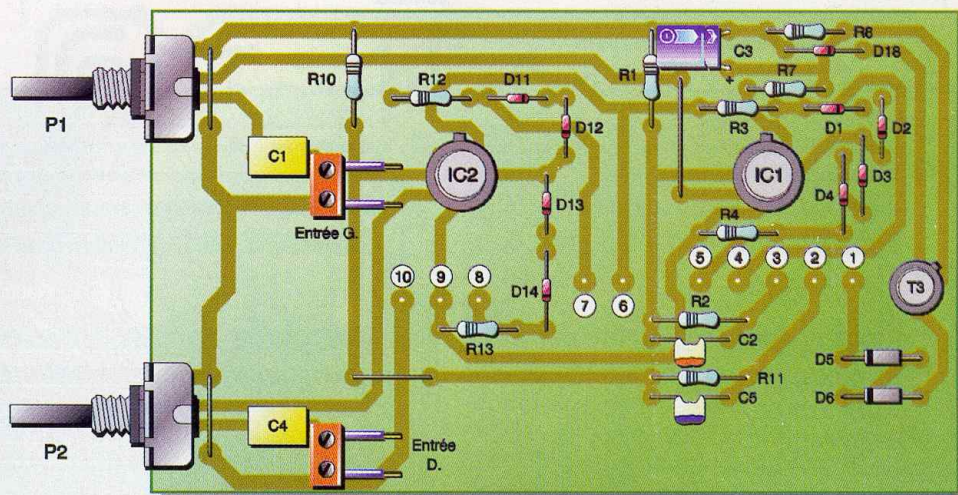 R6
C3
D18
R10
R12
D11
R1
R7
P1
D12
R3
D1
D2
C1
IC2
IC1
D3
D4
D13
Entrée G.
R4
5
4
3
2
1
10
9
8
D14
7
6
T3
R2
R13
C2
D5
R11
D6
C5
P2
C4
Entrée
D.
+